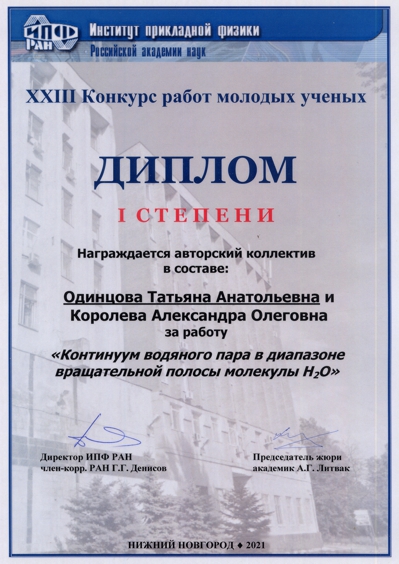 ИПФ
РАН
Институт прикладной физики
Российской академии наук
XXIII Конкурс работ молодых ученых
ДИПЛОМ
I СТЕПЕНИ
Награждается авторский коллектив
в составе:
Одинцова Татьяна Анатольевна и
Королева Александра Олеговна
за работу
«Континуум водяного пара в диапазоне
вращательной полосы молекулы H₂O»
Директор ИПФ РАН
член-корр. РАН Г.Г. Денисов
Председатель жюри
академик А.Г. Литвак
НИЖНИЙ НОВГОРОД ♦ 2021